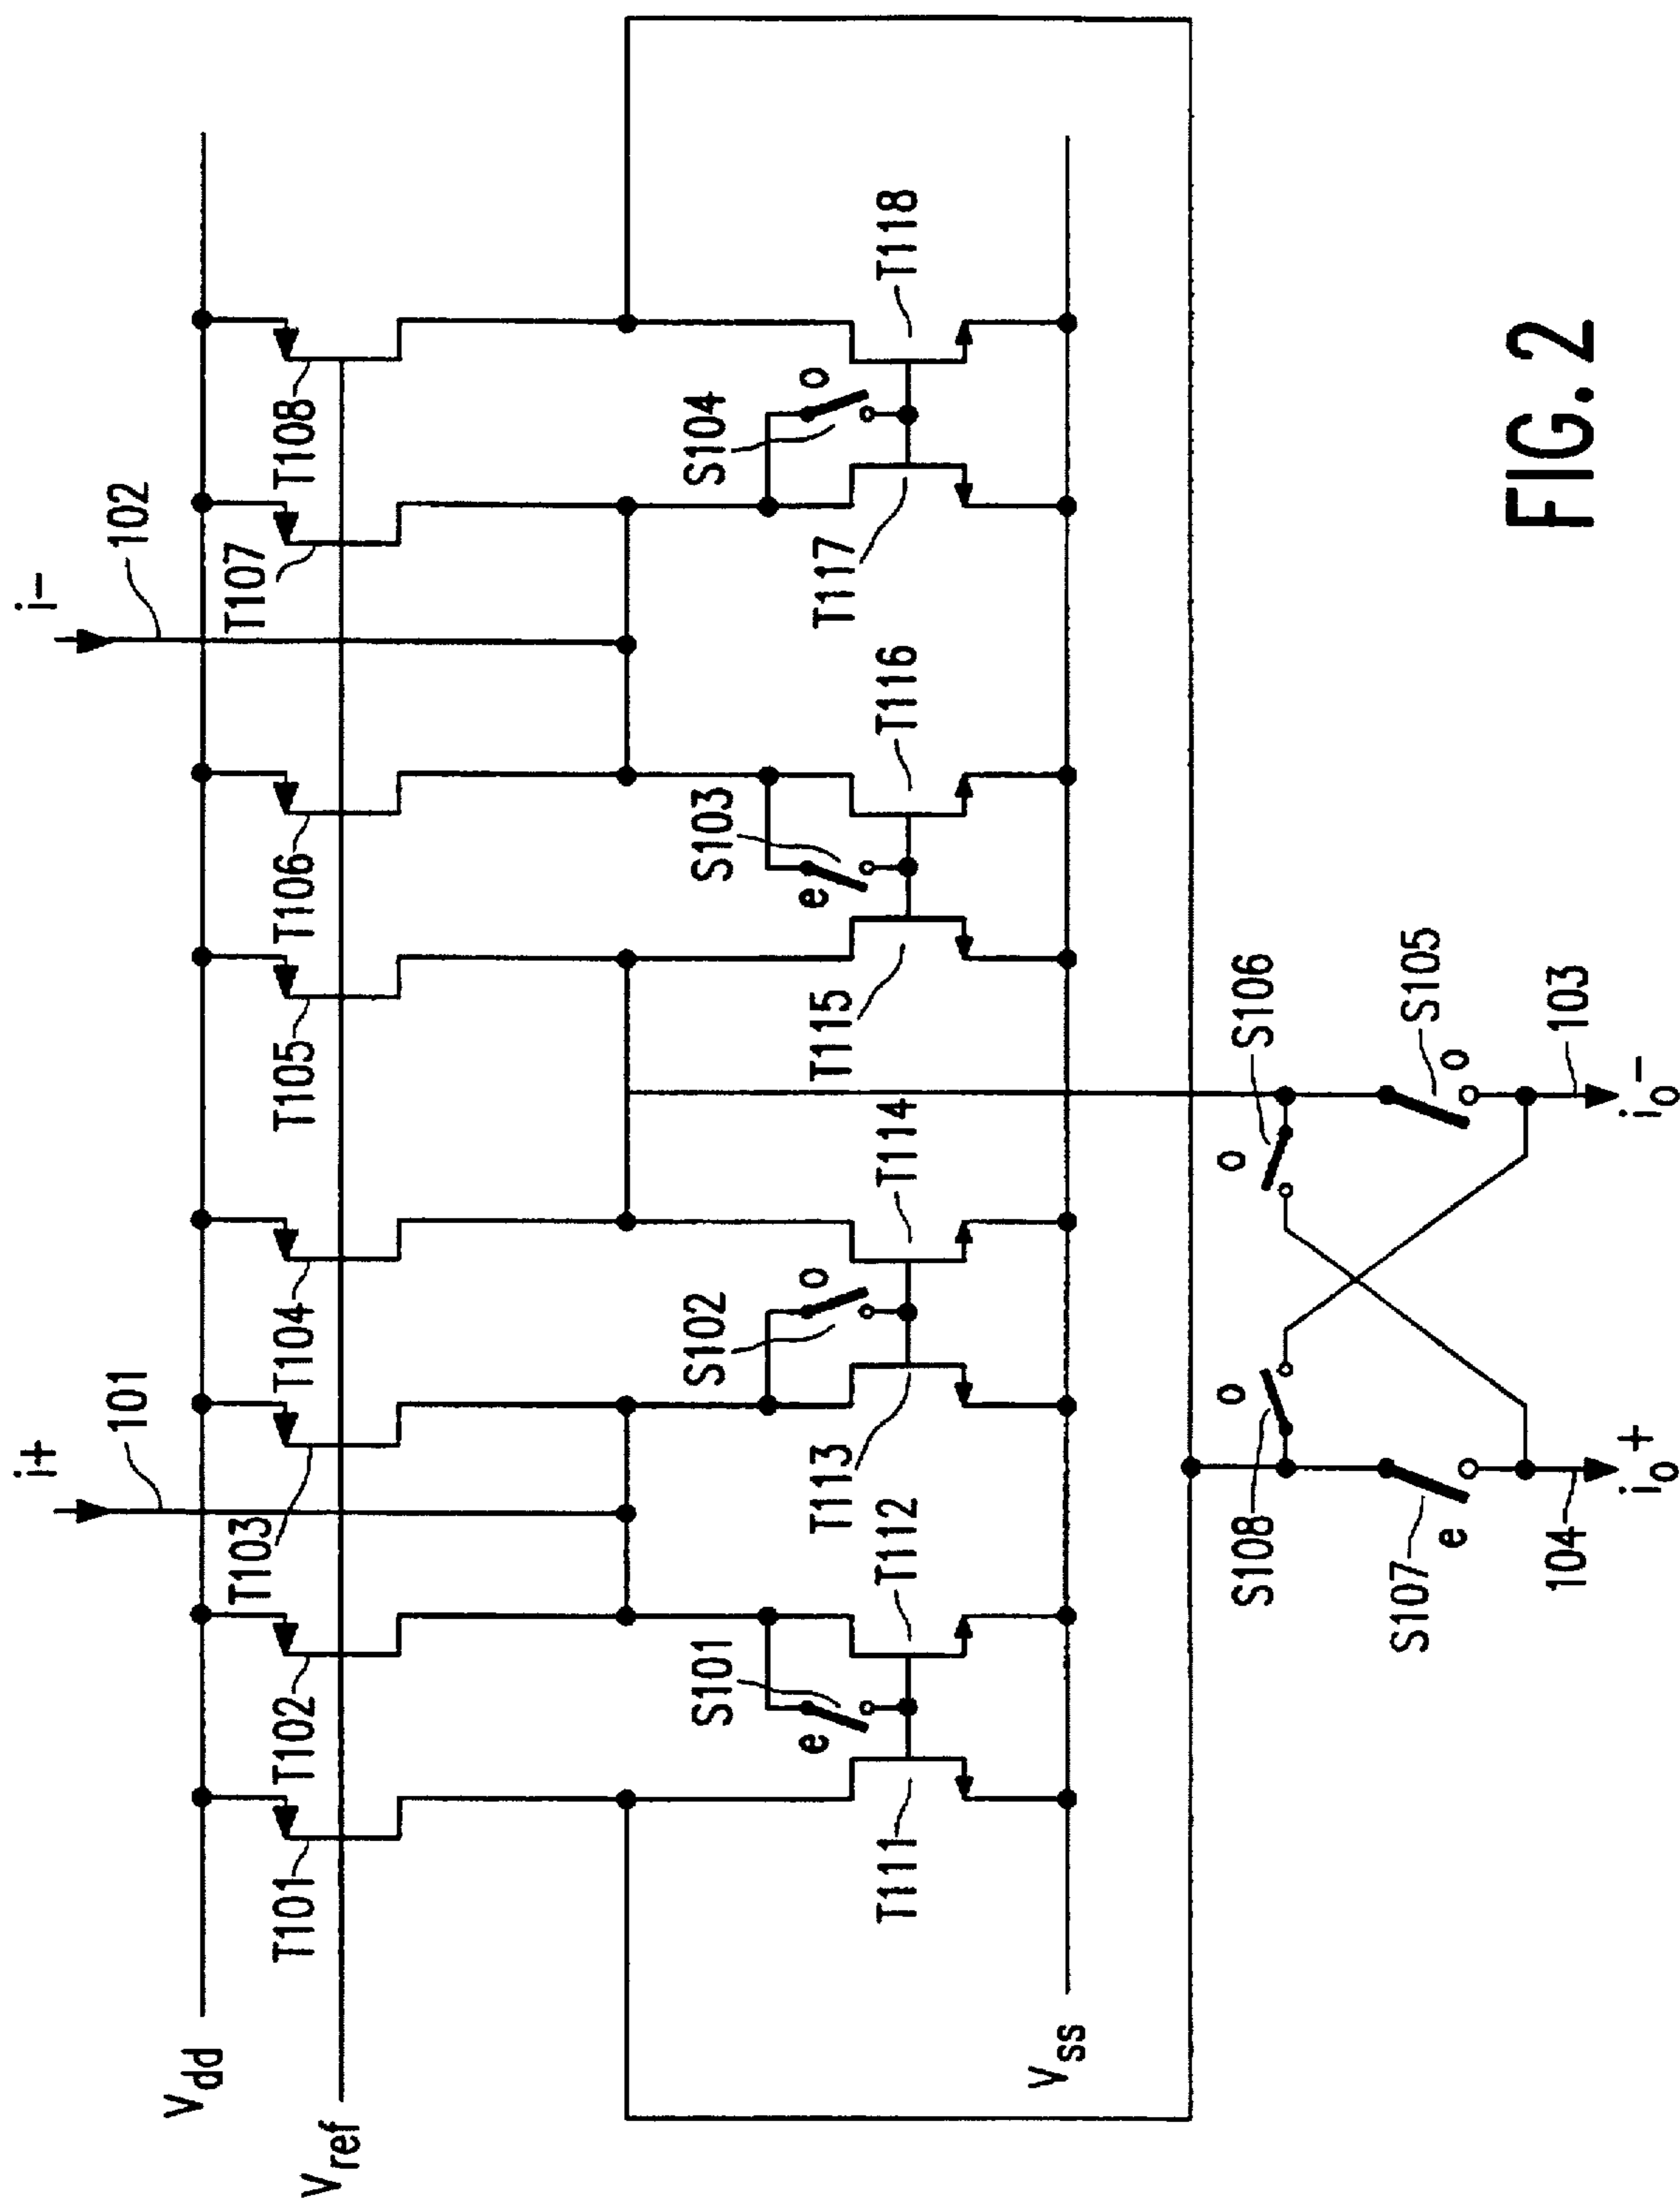 i+
101
i−
102
Vdd
Vref
T101
T102
T103
T104
T105
T106
T107
T108
S101
e
S102
o
S103
e
S104
o
T111
T112
T113
T114
T115
T116
T117
T118
Vss
S108
o
o
S106
S107
e
o
S105
104
io+
103
io−
FIG. 2